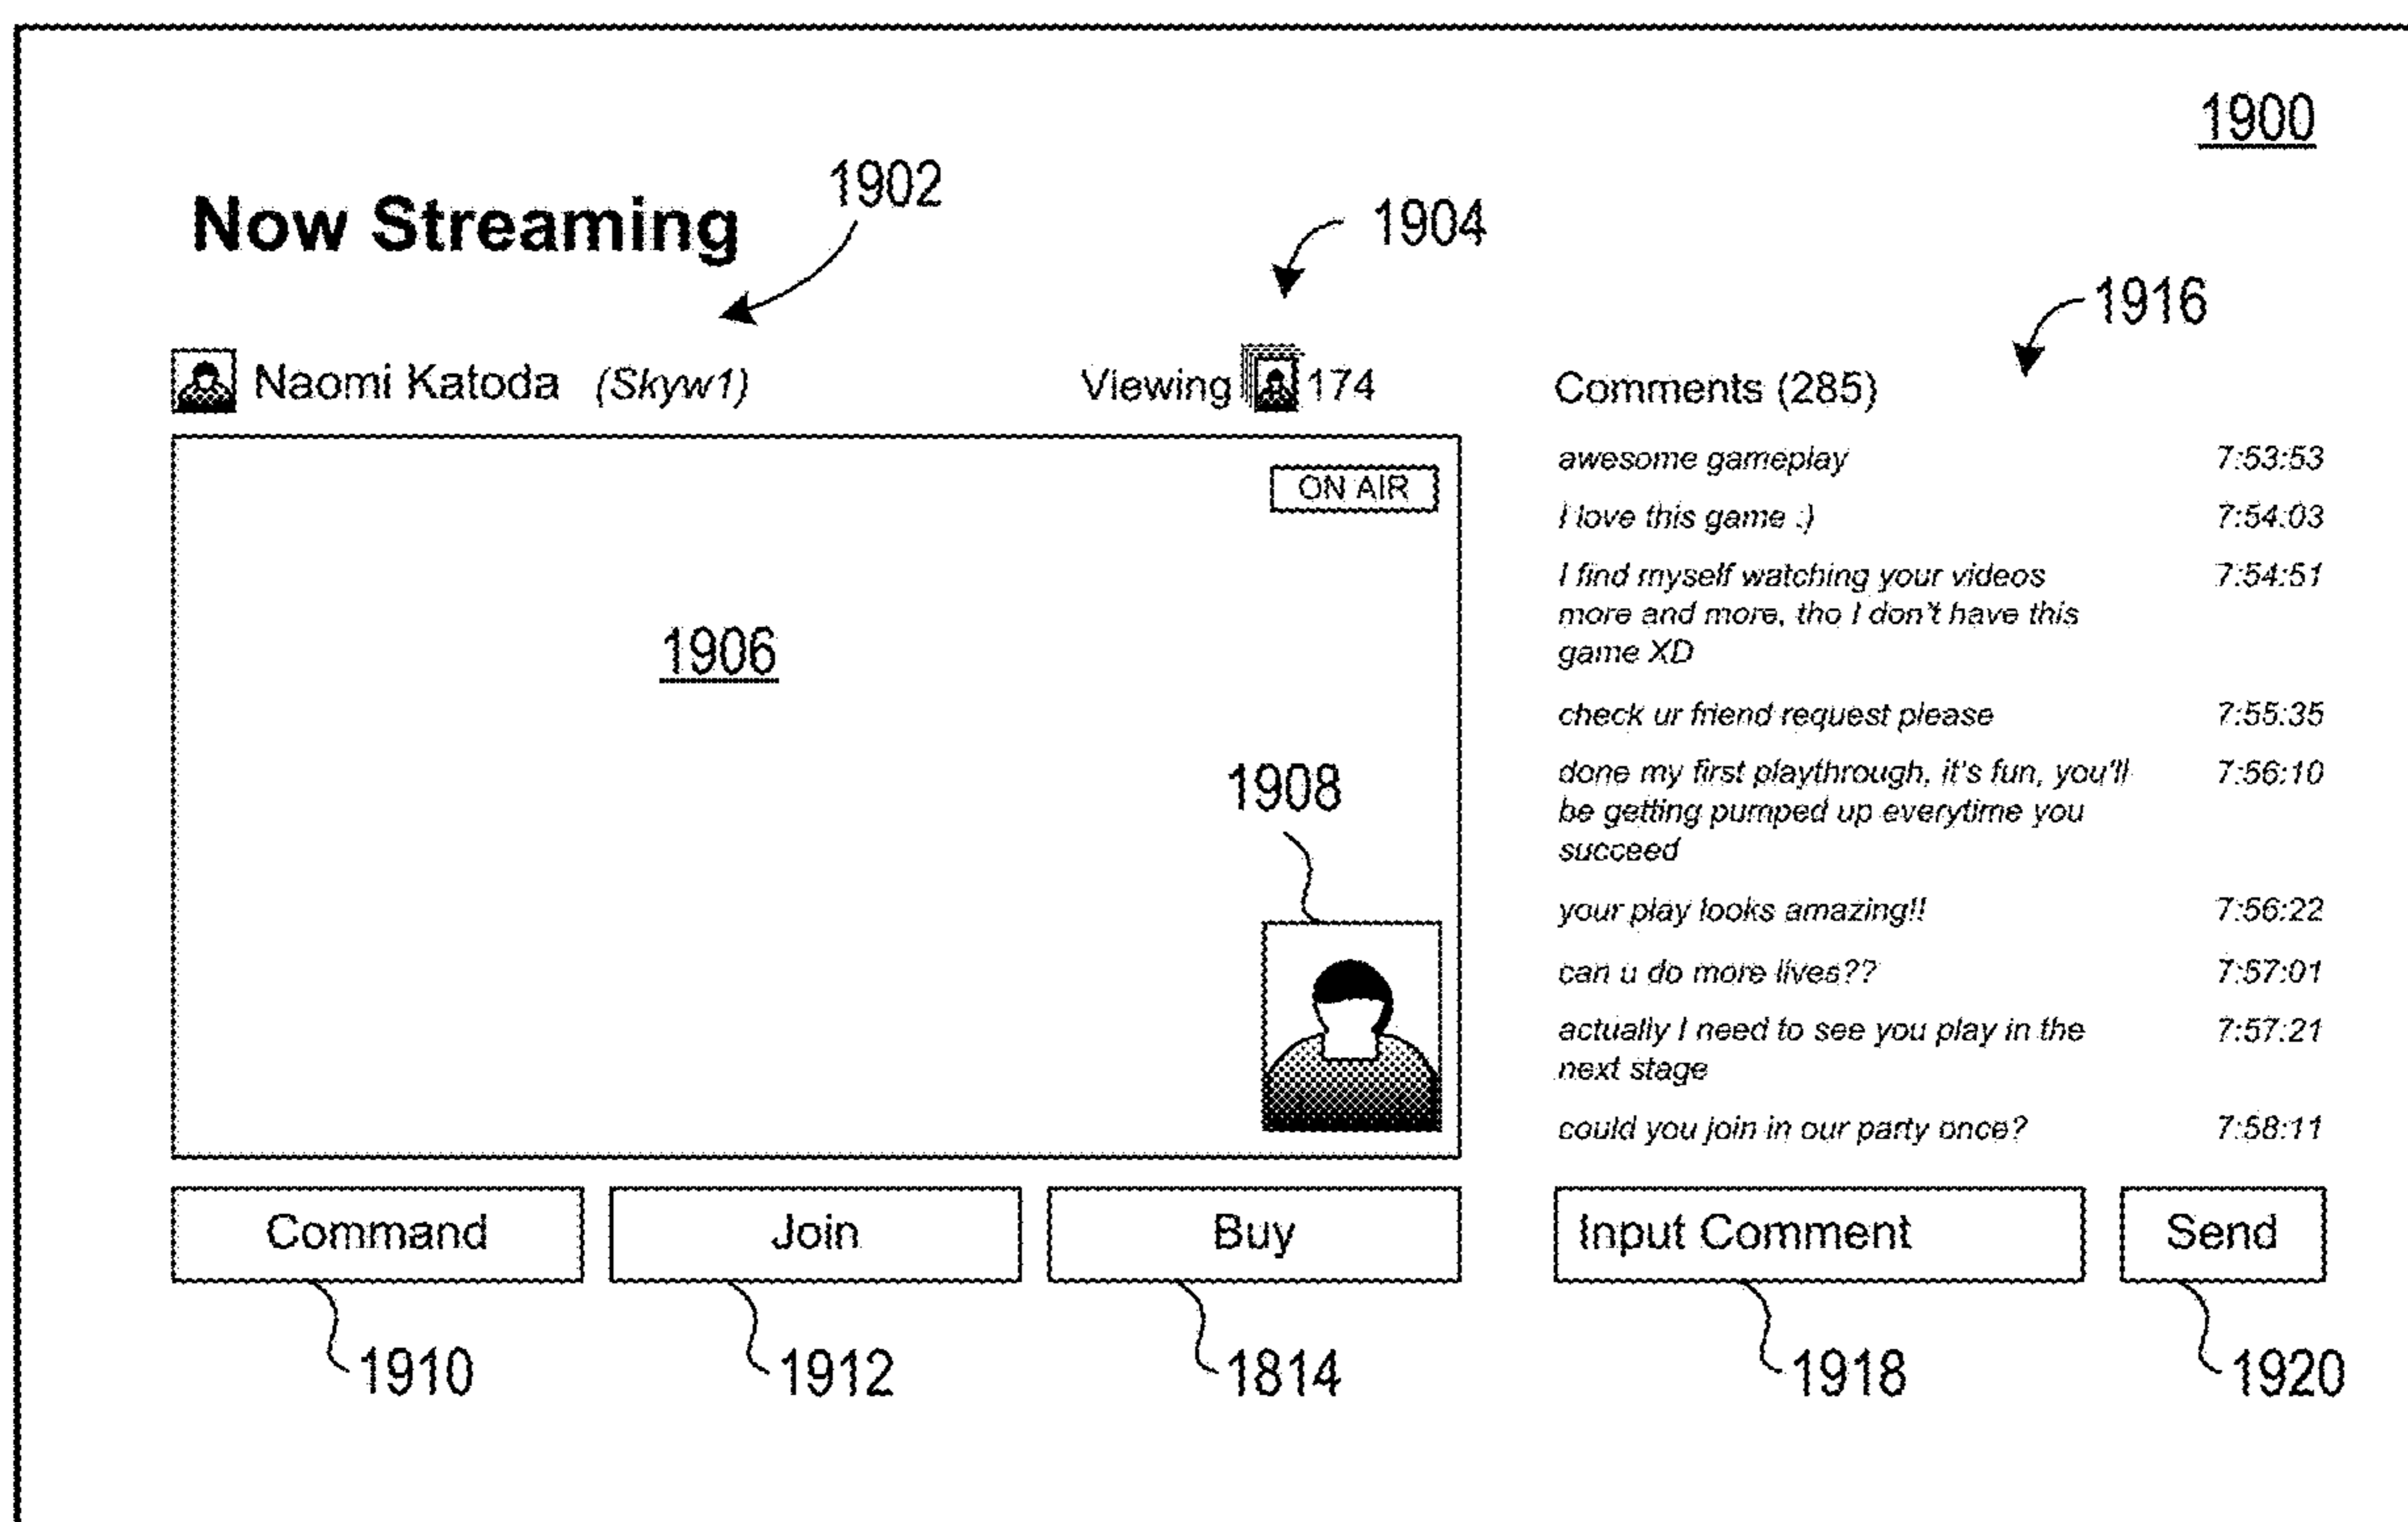 1900
1902
Now Streaming
1904
1916
Naomi Katoda (Skyw1)
Viewing 174
Comments (285)
ON AIR
1906
1908
awesome gameplay 7:53:53
I love this game :) 7:54:03
I find myself watching your videos 7:54:51
more and more, tho I don't have this
game XD
check ur friend request please 7:55:35
done my first playthrough, it's fun, you'll 7:56:10
be getting pumped up everytime you
succeed
your play looks amazing!! 7:56:22
can u do more lives?? 7:57:01
actually I need to see you play in the 7:57:21
next stage
could you join in our party once? 7:58:11
Command Join Buy
Input Comment Send
1910 1912 1814 1918 1920